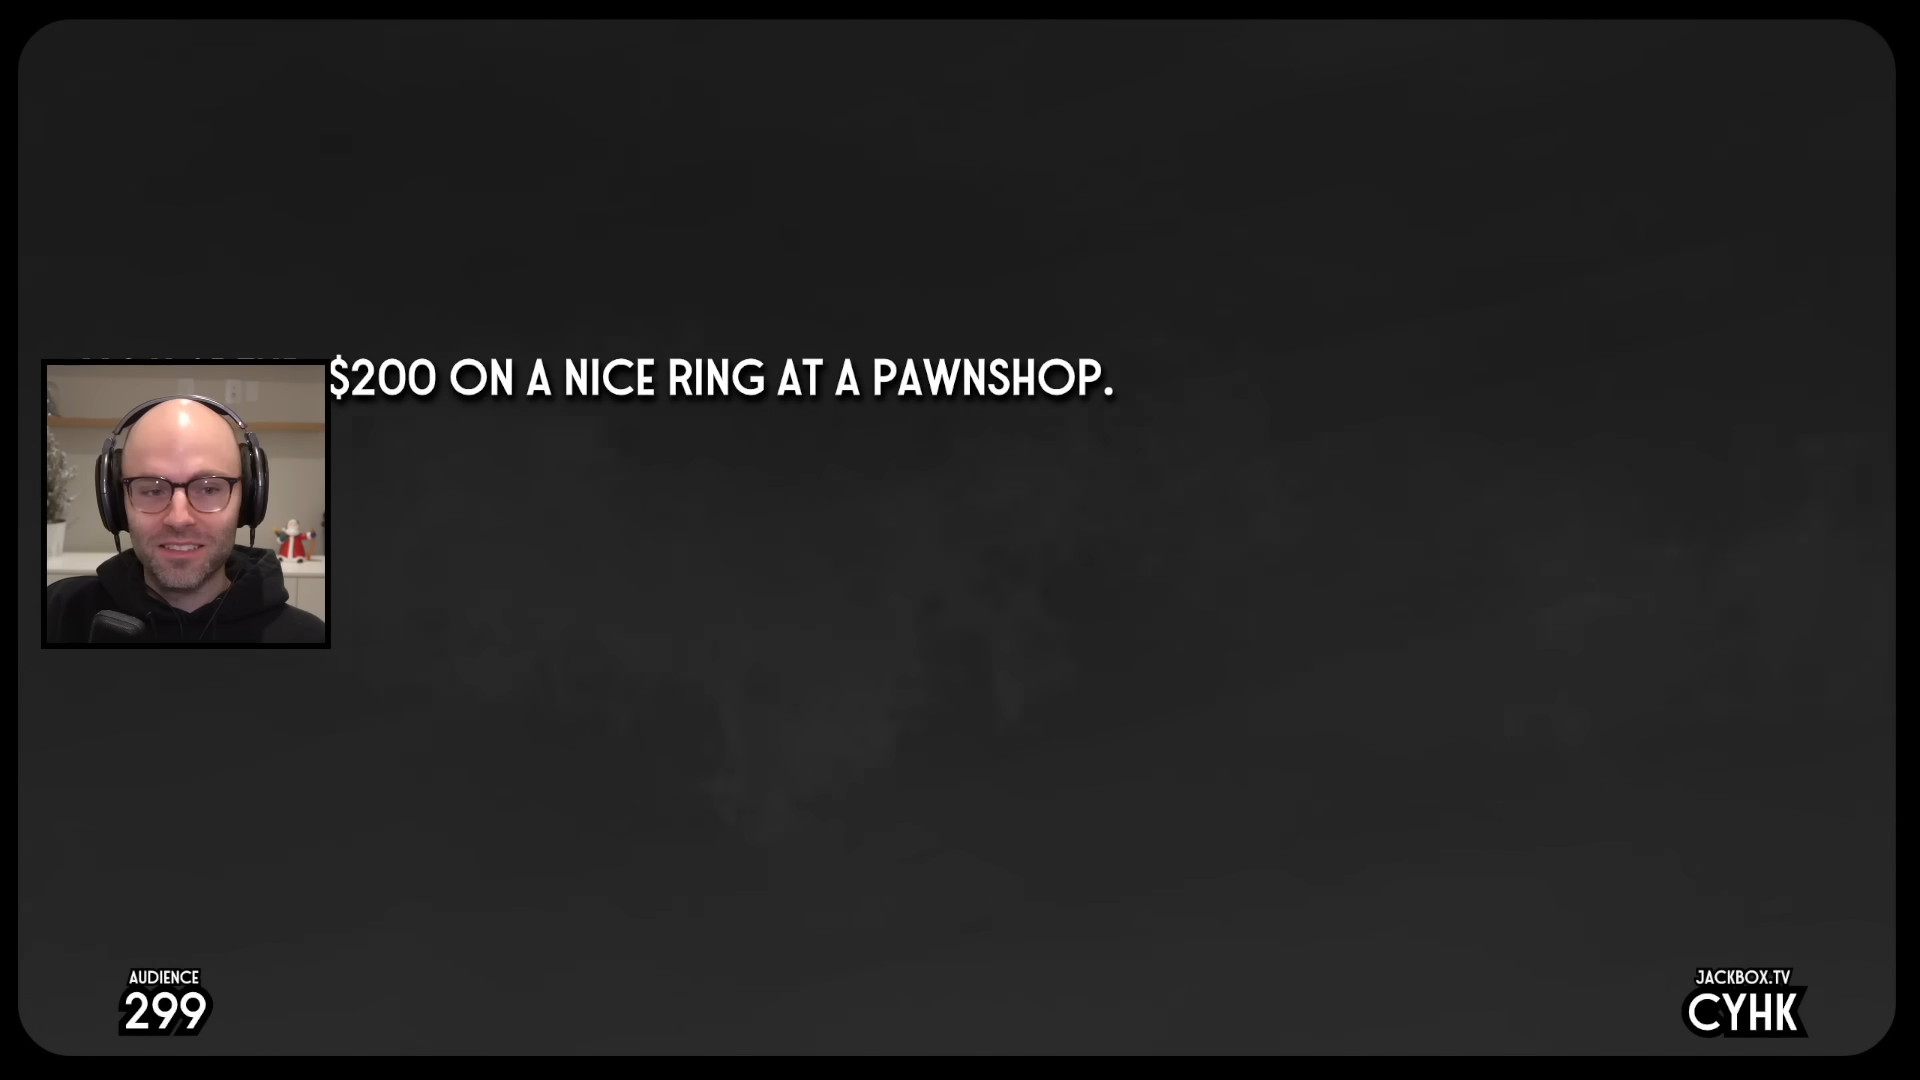 $200 ON A NICE RING AT A PAWNSHOP.
AUDIENCE
299
JACKBOX.TV
CYHK